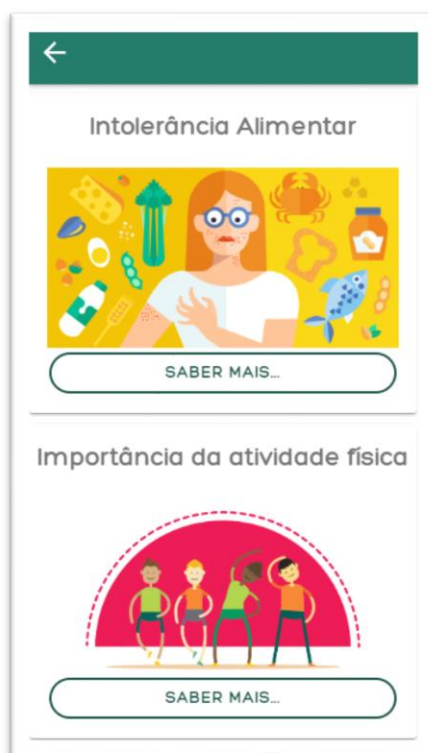 Intolerância Alimentar
SABER MAIS...
Importância da atividade física
SABER MAIS...